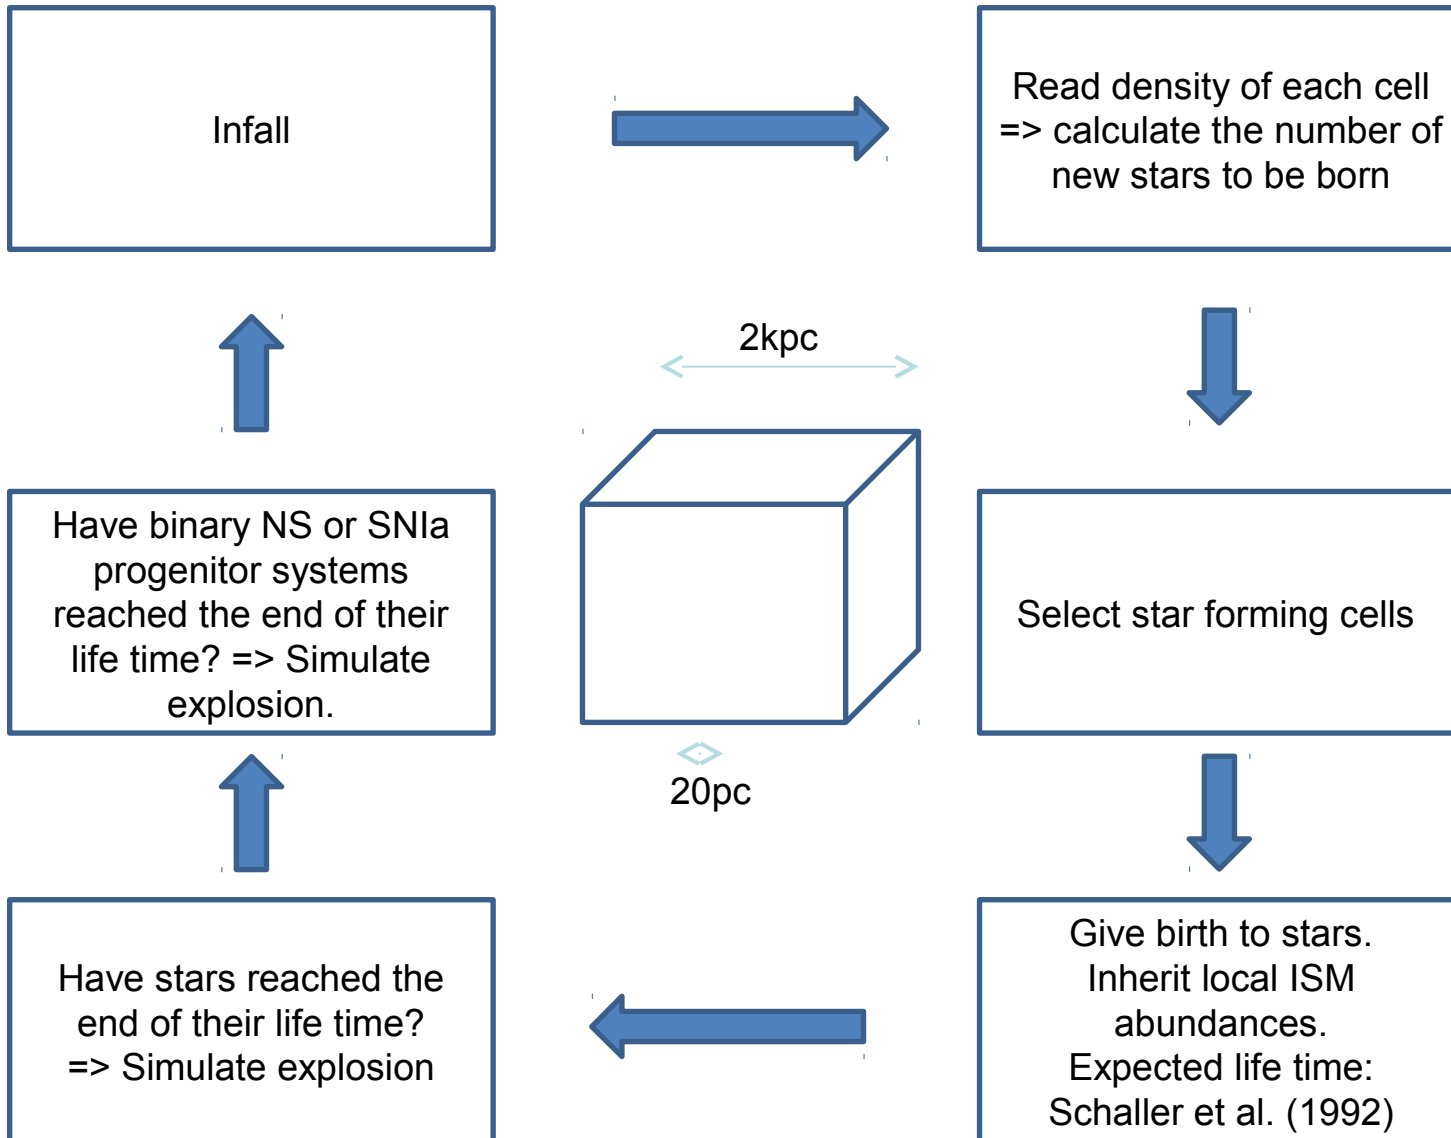 Infall
Read density of each cell
=> calculate the number of
new stars to be born
2kpc
Have binary NS or SNIa
progenitor systems
reached the end of their
life time? => Simulate
explosion.
Select star forming cells
20pc
Have stars reached the
end of their life time?
=> Simulate explosion
Give birth to stars.
Inherit local ISM
abundances.
Expected life time:
Schaller et al. (1992)